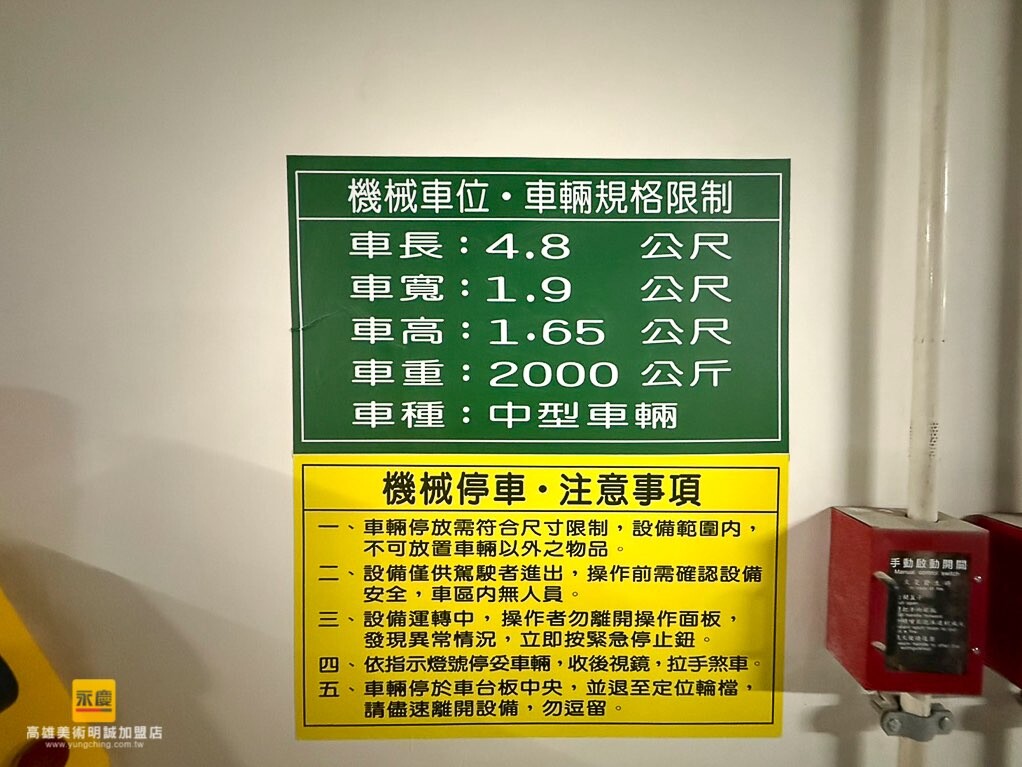 機械車位・車輛規格限制
車長：4.8 公尺
車寬：1.9 公尺
車高：1.65 公尺
車重：2000 公斤
車種：中型車輛
機械停車・注意事項
一、車輛停放需符合尺寸限制，設備範圍內，
不可放置車輛以外之物品。
二、設備僅供駕駛者進出，操作前需確認設備
安全，車區內無人員。
三、設備運轉中，操作者勿離開操作面板，
發現異常情況，立即按緊急停止鈕。
四、依指示燈號停妥車輛，收後視鏡，拉手煞車。
五、車輛停於車台板中央，並退至定位輪檔，
請儘速離開設備，勿逗留。
手動啟動開關
Manual control switch
永慶
高雄美術明誠加盟店
www.yungching.com.tw